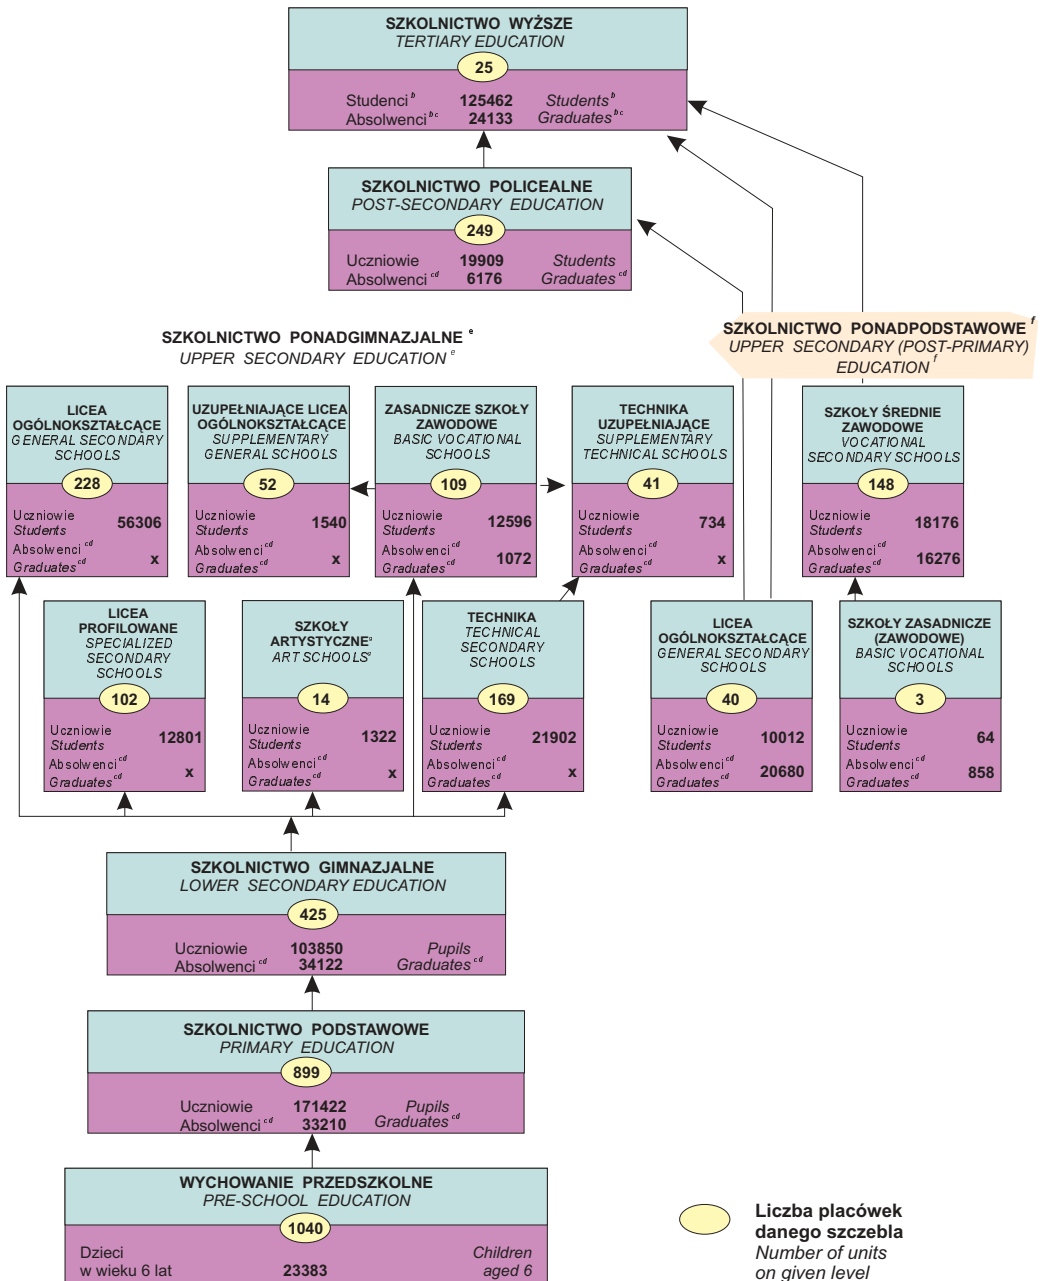 SZKOLNICTWO WYŻSZE
TERTIARY EDUCATION
25
Studenci b 125462 Students b
Absolwenci bc 24133 Graduates bc
SZKOLNICTWO POLICEALNE
POST-SECONDARY EDUCATION
249
Uczniowie 19909 Students
Absolwenci cd 6176 Graduates cd
SZKOLNICTWO PONADGIMNAZJALNE e
UPPER SECONDARY EDUCATION e
SZKOLNICTWO PONADPODSTAWOWE f
UPPER SECONDARY (POST-PRIMARY)
EDUCATION f
LICEA
OGÓLNOKSZTAŁCĄCE
GENERAL SECONDARY
SCHOOLS
228
Uczniowie
Students 56306
Absolwenci cd
Graduates cd x
UZUPEŁNIAJĄCE LICEA
OGÓLNOKSZTAŁCĄCE
SUPPLEMENTARY
GENERAL SCHOOLS
52
Uczniowie
Students 1540
Absolwenci cd
Graduates cd x
ZASADNICZE SZKOŁY
ZAWODOWE
BASIC VOCATIONAL
SCHOOLS
109
Uczniowie
Students 12596
Absolwenci cd
Graduates cd 1072
TECHNIKA
UZUPEŁNIAJĄCE
SUPPLEMENTARY
TECHNICAL SCHOOLS
41
Uczniowie
Students 734
Absolwenci cd
Graduates cd x
SZKOŁY ŚREDNIE
ZAWODOWE
VOCATIONAL
SECONDARY SCHOOLS
148
Uczniowie
Students 18176
Absolwenci cd
Graduates cd 16276
LICEA
PROFILOWANE
SPECIALIZED
SECONDARY
SCHOOLS
102
Uczniowie
Students 12801
Absolwenci cd
Graduates cd x
SZKOŁY
ARTYSTYCZNE
ART SCHOOLS
14
Uczniowie
Students 1322
Absolwenci cd
Graduates cd x
TECHNIKA
TECHNICAL
SECONDARY
SCHOOLS
169
Uczniowie
Students 21902
Absolwenci cd
Graduates cd x
LICEA
OGÓLNOKSZTAŁCĄCE
GENERAL SECONDARY
SCHOOLS
40
Uczniowie
Students 10012
Absolwenci cd
Graduates cd 20680
SZKOŁY ZASADNICZE
(ZAWODOWE)
BASIC VOCATIONAL
SCHOOLS
3
Uczniowie
Students 64
Absolwenci cd
Graduates cd 858
SZKOLNICTWO GIMNAZJALNE
LOWER SECONDARY EDUCATION
425
Uczniowie 103850 Pupils
Absolwenci cd 34122 Graduates cd
SZKOLNICTWO PODSTAWOWE
PRIMARY EDUCATION
899
Uczniowie 171422 Pupils
Absolwenci cd 33210 Graduates cd
WYCHOWANIE PRZEDSZKOLNE
PRE-SCHOOL EDUCATION
1040
Dzieci Children
w wieku 6 lat 23383 aged 6
Liczba placówek
danego szczebla
Number of units
on given level